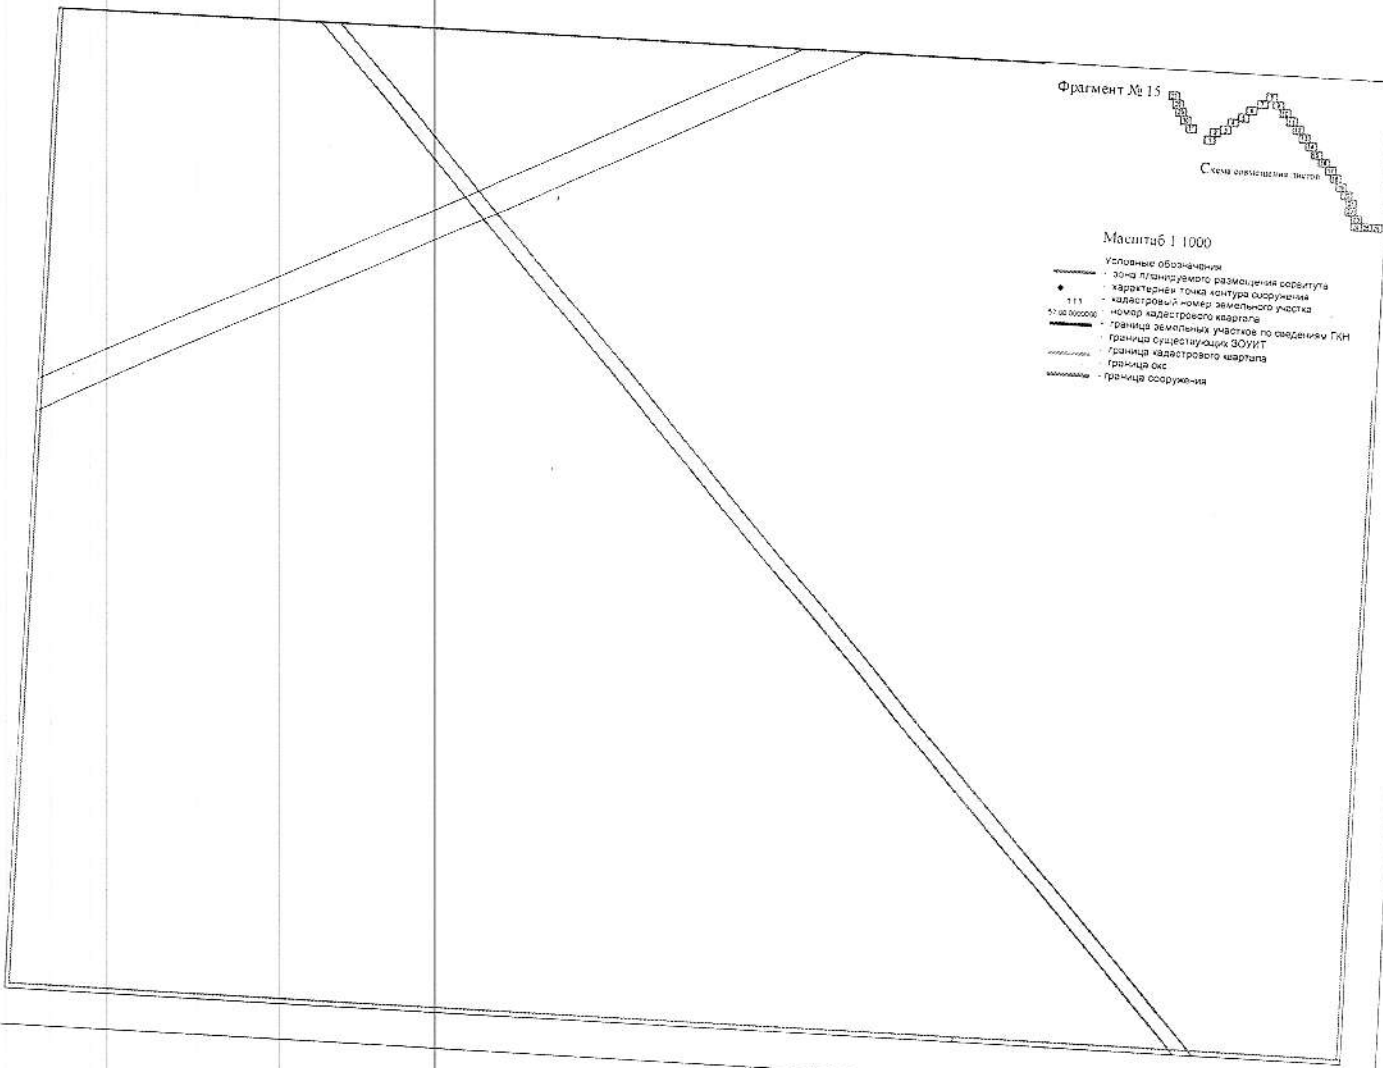 Фрагмент № 15
Схема совмещения листов
Масштаб 1 1000
Условные обозначения
- зона планируемого размещения сервитута
- характерная точка контура сооружения
111 - кадастровый номер земельного участка
- номер кадастрового квартала
- граница земельных участков по сведениям ГКН
- граница существующих ЗОУИТ
- граница кадастрового квартала
- граница окс
- граница сооружения